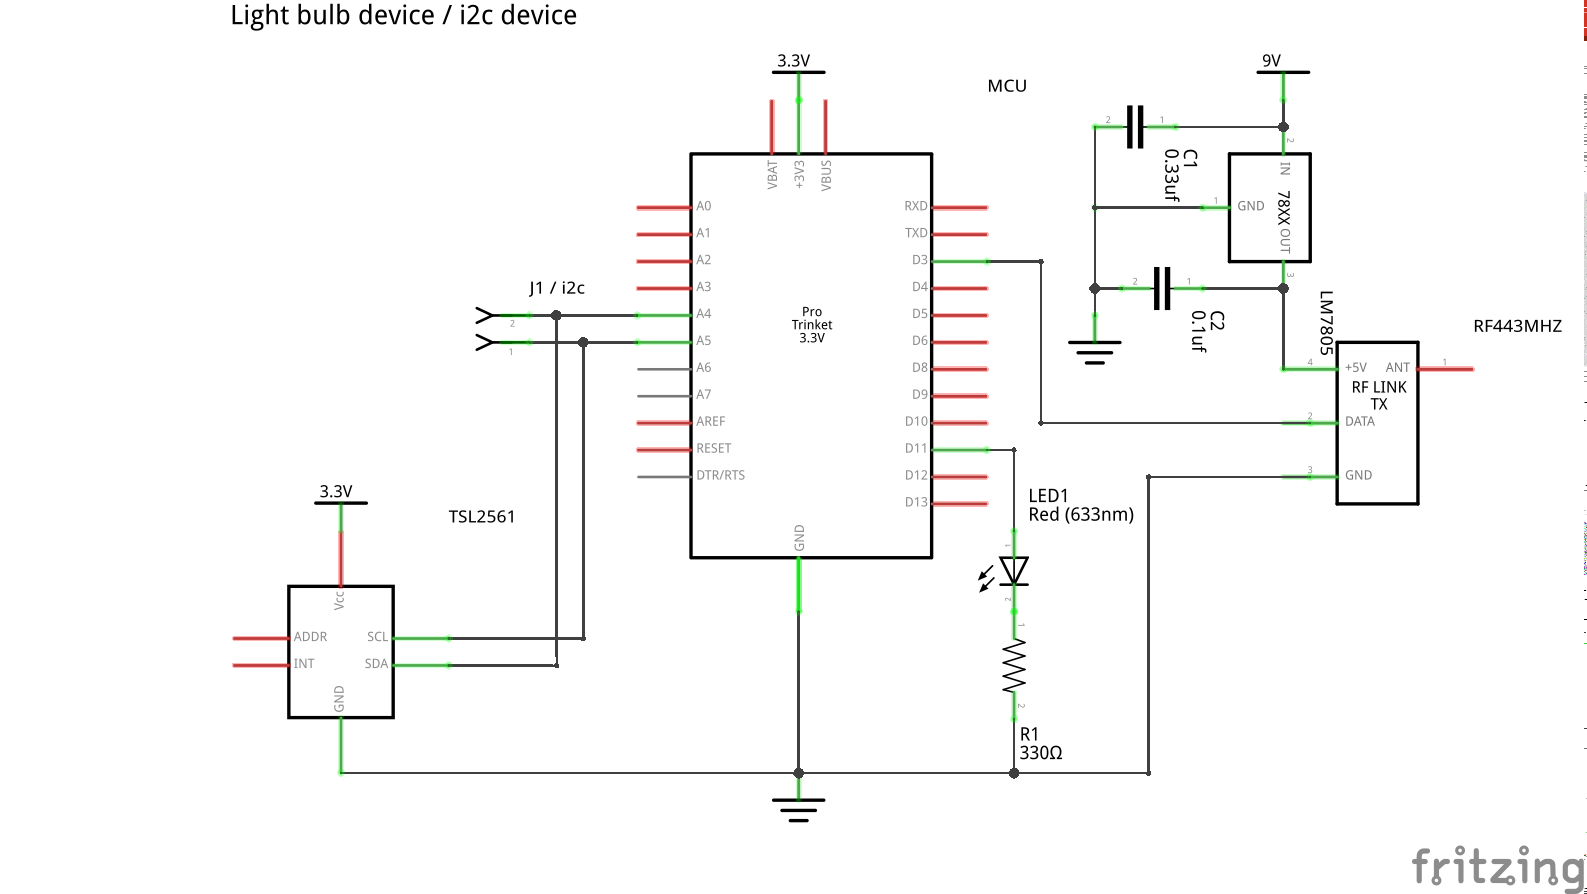 Light bulb device / i2c device
3.3V
MCU
9V
VBAT
+3V3
VBUS
2
1
C1
0.33uf
2
IN
A0
RXD
1
GND
78XX
A1
TXD
OUT
A2
D3
3
A3
D4
J1 / i2c
2
1
C2
0.1uf
LM7805
A4
Pro
Trinket
3.3V
D5
RF443MHZ
2
A5
D6
1
A6
D8
4
+5V
ANT
1
RF LINK
TX
A7
D9
AREF
D10
2
DATA
RESET
D11
DTR/RTS
D12
3
GND
3.3V
D13
LED1
Red (633nm)
TSL2561
GND
1
2
Vcc
ADDR
SCL
1
INT
SDA
GND
2
R1
330Ω
fritzing